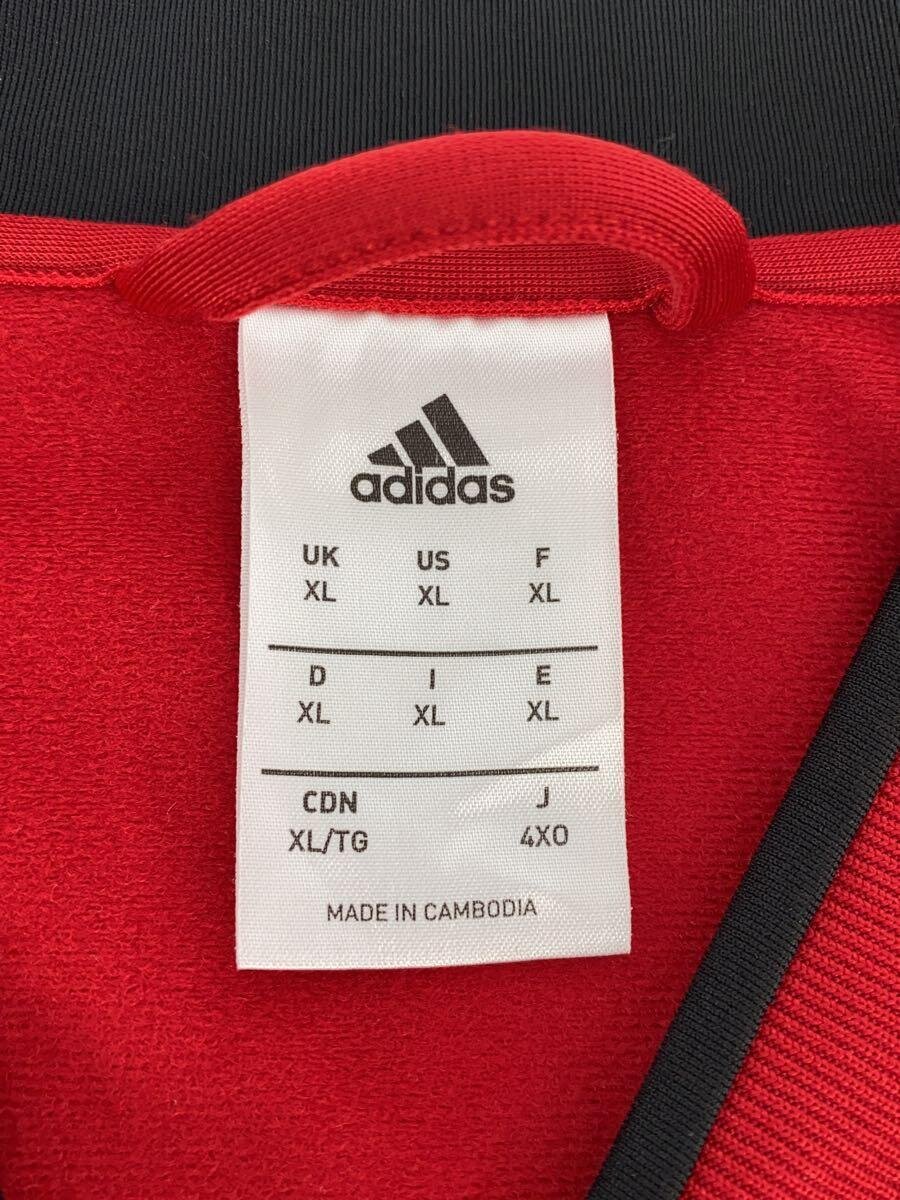 adidas
UK US F
XL XL XL
D I E
XL XL XL
CDN J
XL/TG 4XO
MADE IN CAMBODIA